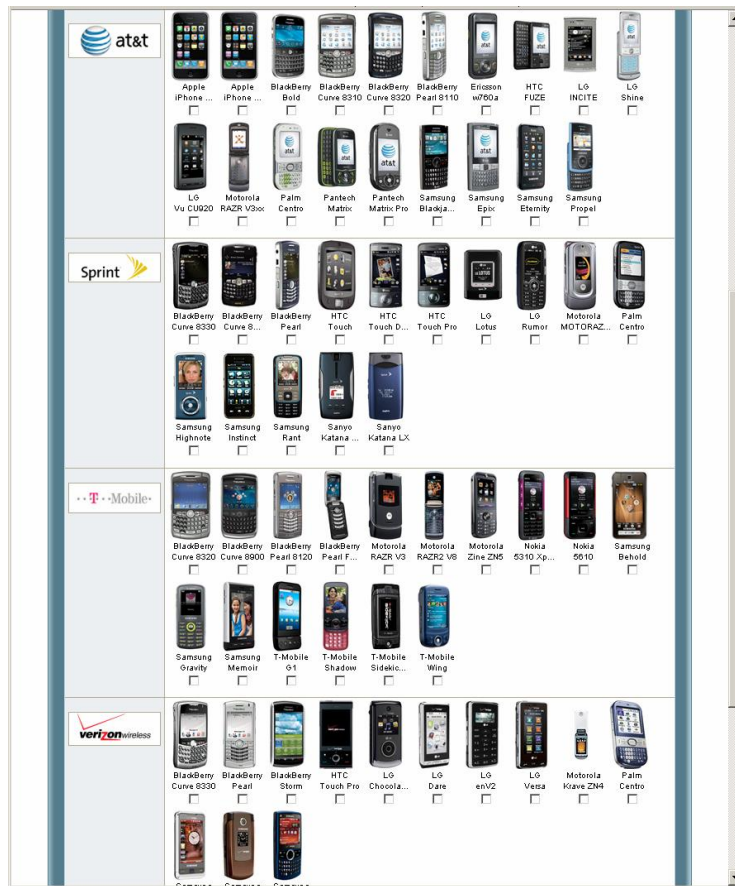 at&t
Apple Apple BlackBerry BlackBerry BlackBerry BlackBerry Ericsson HTC LG LG
iPhone ... iPhone ... Bold Curve 8310 Curve 8320 Pearl 8110 w760a FUZE INCITE Shine
LG Motorola Palm Pantech Pantech Samsung Samsung Samsung Samsung
Vu CU920 RAZR V3xx Centro Matrix Matrix Pro Blackja... Epix Eternity Propel
Sprint
BlackBerry BlackBerry BlackBerry HTC HTC HTC LG LG Motorola Palm
Curve 8330 Curve 8... Pearl Touch Touch D... Touch Pro Lotus Rumor MOTORAZ... Centro
Samsung Samsung Samsung Sanyo Sanyo
Highnote Instinct Rant Katana ... Katana LX
T-Mobile
BlackBerry BlackBerry BlackBerry BlackBerry Motorola Motorola Motorola Nokia Nokia Samsung
Curve 8320 Curve 8900 Pearl 8120 Pearl F... RAZR V3 RAZR2 V8 Zine ZN5 5310 Xp... 5610 Behold
Samsung Samsung T-Mobile T-Mobile T-Mobile T-Mobile
Gravity Memoir G1 Shadow Sidekic... Wing
verizonwireless
BlackBerry BlackBerry BlackBerry HTC LG LG LG LG Motorola Palm
Curve 8330 Pearl Storm Touch Pro Chocola... Dare enV2 Versa Krave ZN4 Centro
Samsung Samsung Samsung